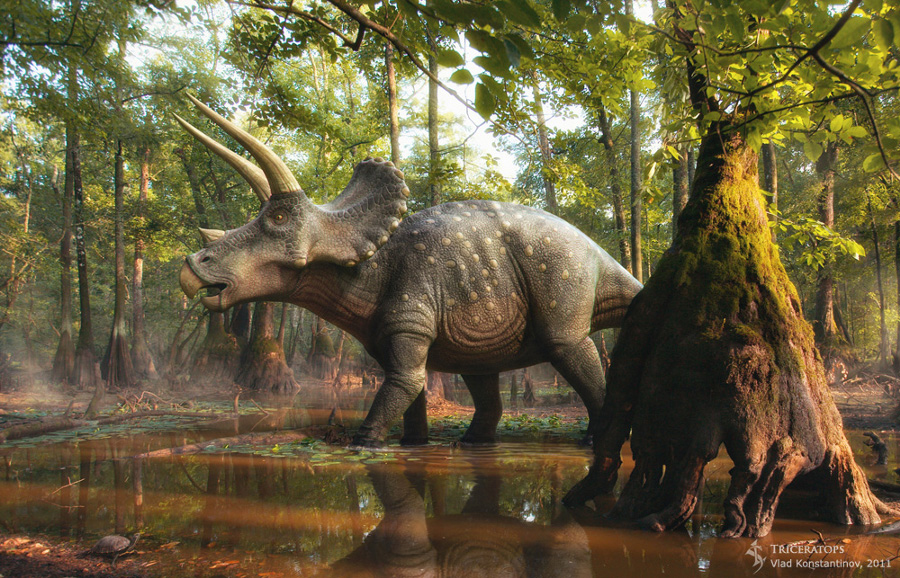 TRICERATOPS
Vlad Konstantinov, 2011